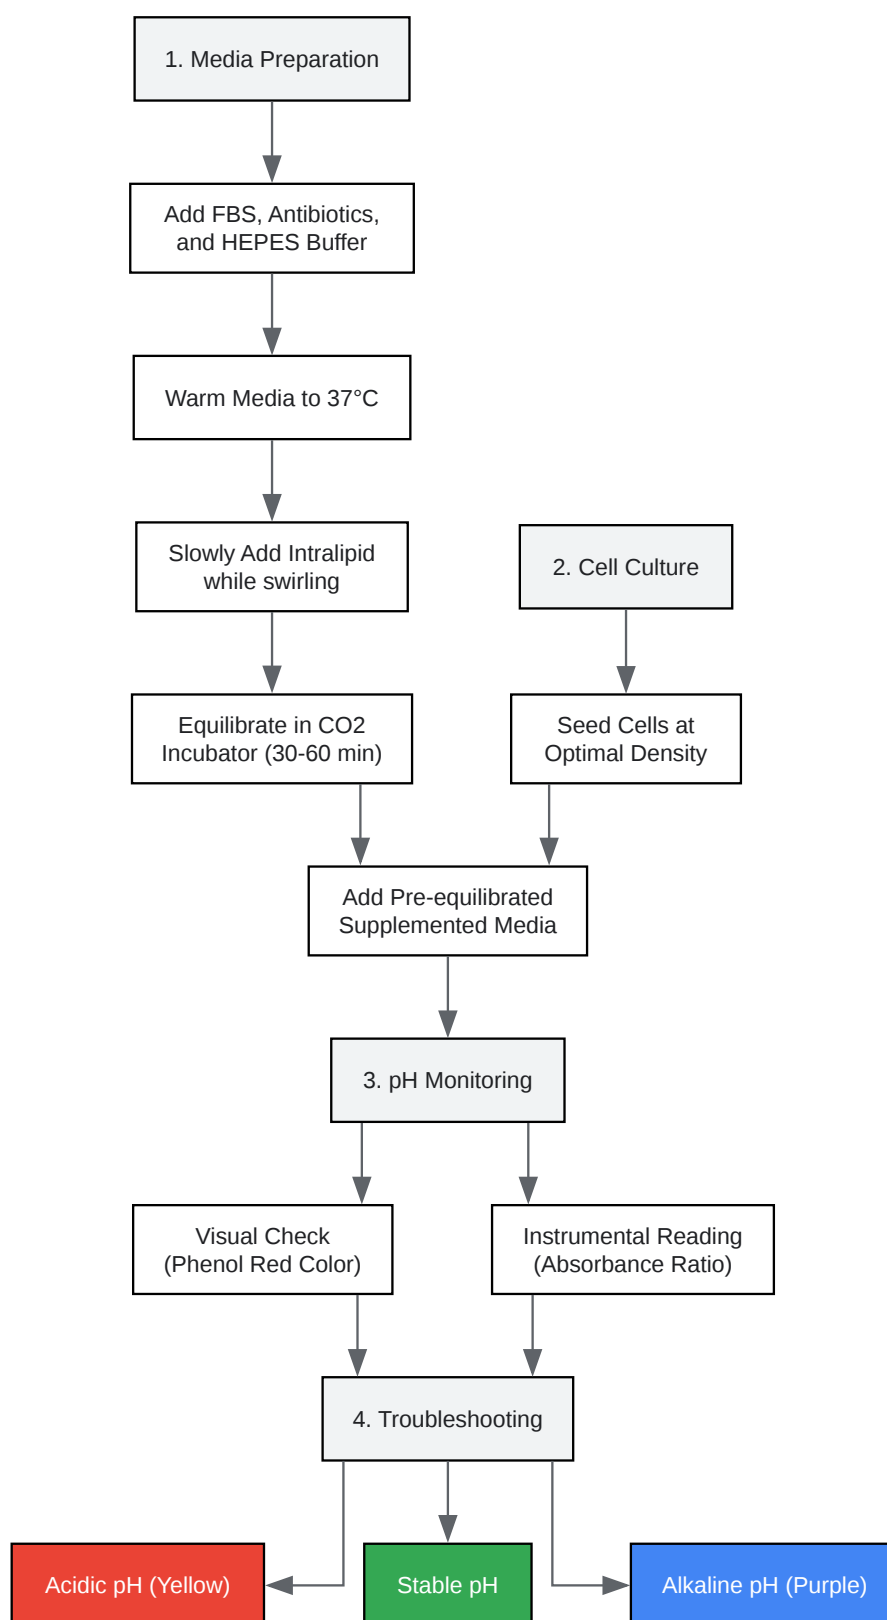 1. Media Preparation
Add FBS, Antibiotics,
and HEPES Buffer
Warm Media to 37°C
Slowly Add Intralipid
while swirling
2. Cell Culture
Equilibrate in CO2
Incubator (30-60 min)
Seed Cells at
Optimal Density
Add Pre-equilibrated
Supplemented Media
3. pH Monitoring
Visual Check
(Phenol Red Color)
Instrumental Reading
(Absorbance Ratio)
4. Troubleshooting
Acidic pH (Yellow)
Stable pH
Alkaline pH (Purple)